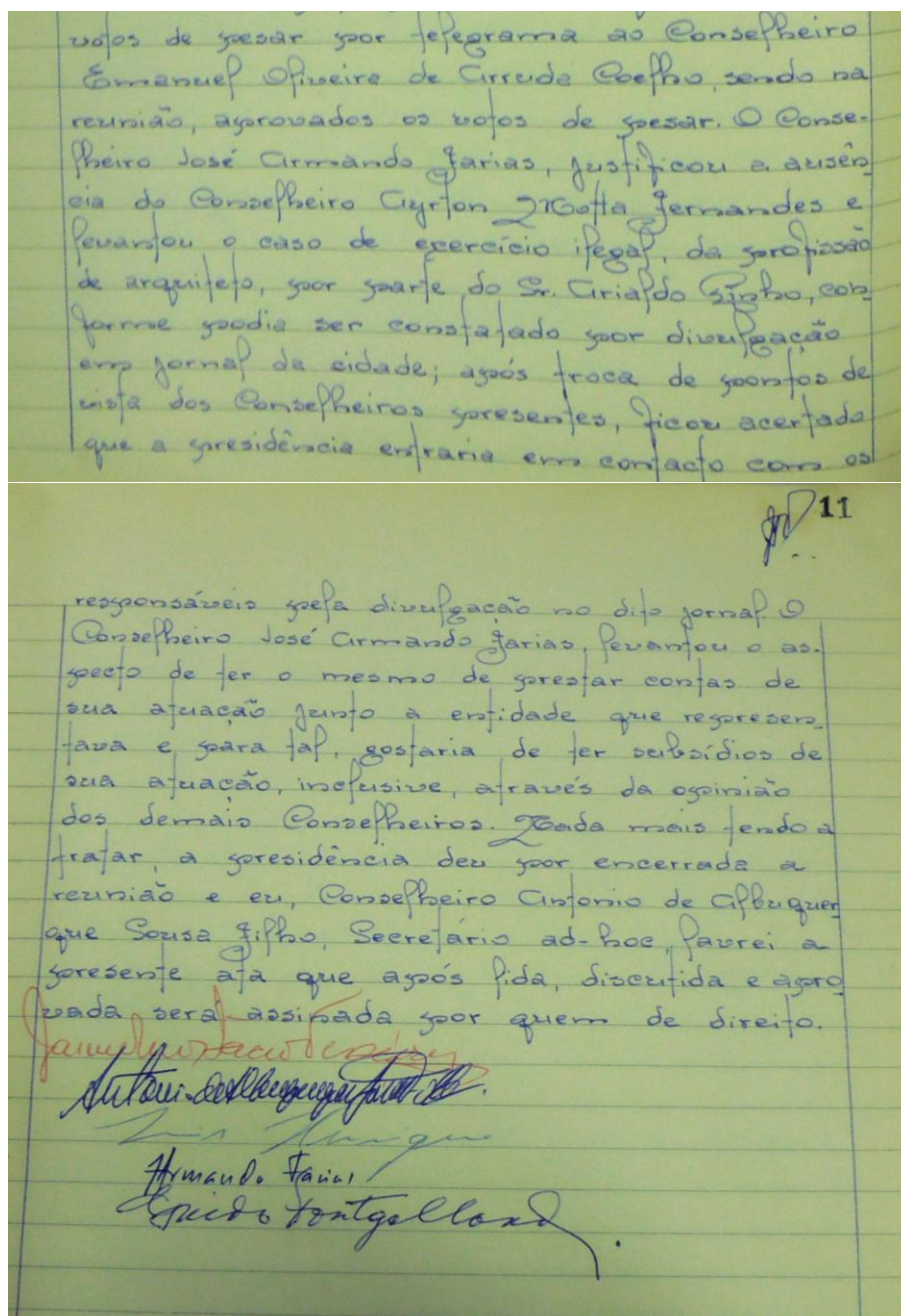 votos de pesar por telegrama ao Conselheiro
Emanuel Oliveira de Arruda Coelho, sendo na
reunião, aprovados os votos de pesar. O Conse-
lheiro José Armando Farias, justificou a ausên
cia do Conselheiro Ayrton Motta Fernandes e
levantou o caso de exercício ilegal, da profissão
de arquiteto, por parte do Sr. Arialdo Pinho, con
forme podia ser constatado por divulgação
em jornal da cidade; após troca de pontos de
vista dos Conselheiros presentes, ficou acertado
que a presidência entraria em contacto com os
11
responsáveis pela divulgação no dito jornal. O
Conselheiro José Armando Farias, levantou o as-
pecto de ter o mesmo de prestar contas de
sua atuação junto a entidade que represen_
tava e para tal, gostaria de ter subsídios de
sua atuação, inclusive, através da opinião
dos demais Conselheiros. Nada mais tendo a
tratar, a presidência deu por encerrada a
reunião e eu, Conselheiro Antonio de Albuquer
que Sousa Filho, Secretário ad-hoc, lavrei a
presente ata que após lida, discutida e apro
vada será assinada por quem de direito.
Antonio de Albuquerque Sousa Filho
Luis Henrique
Armando Farias